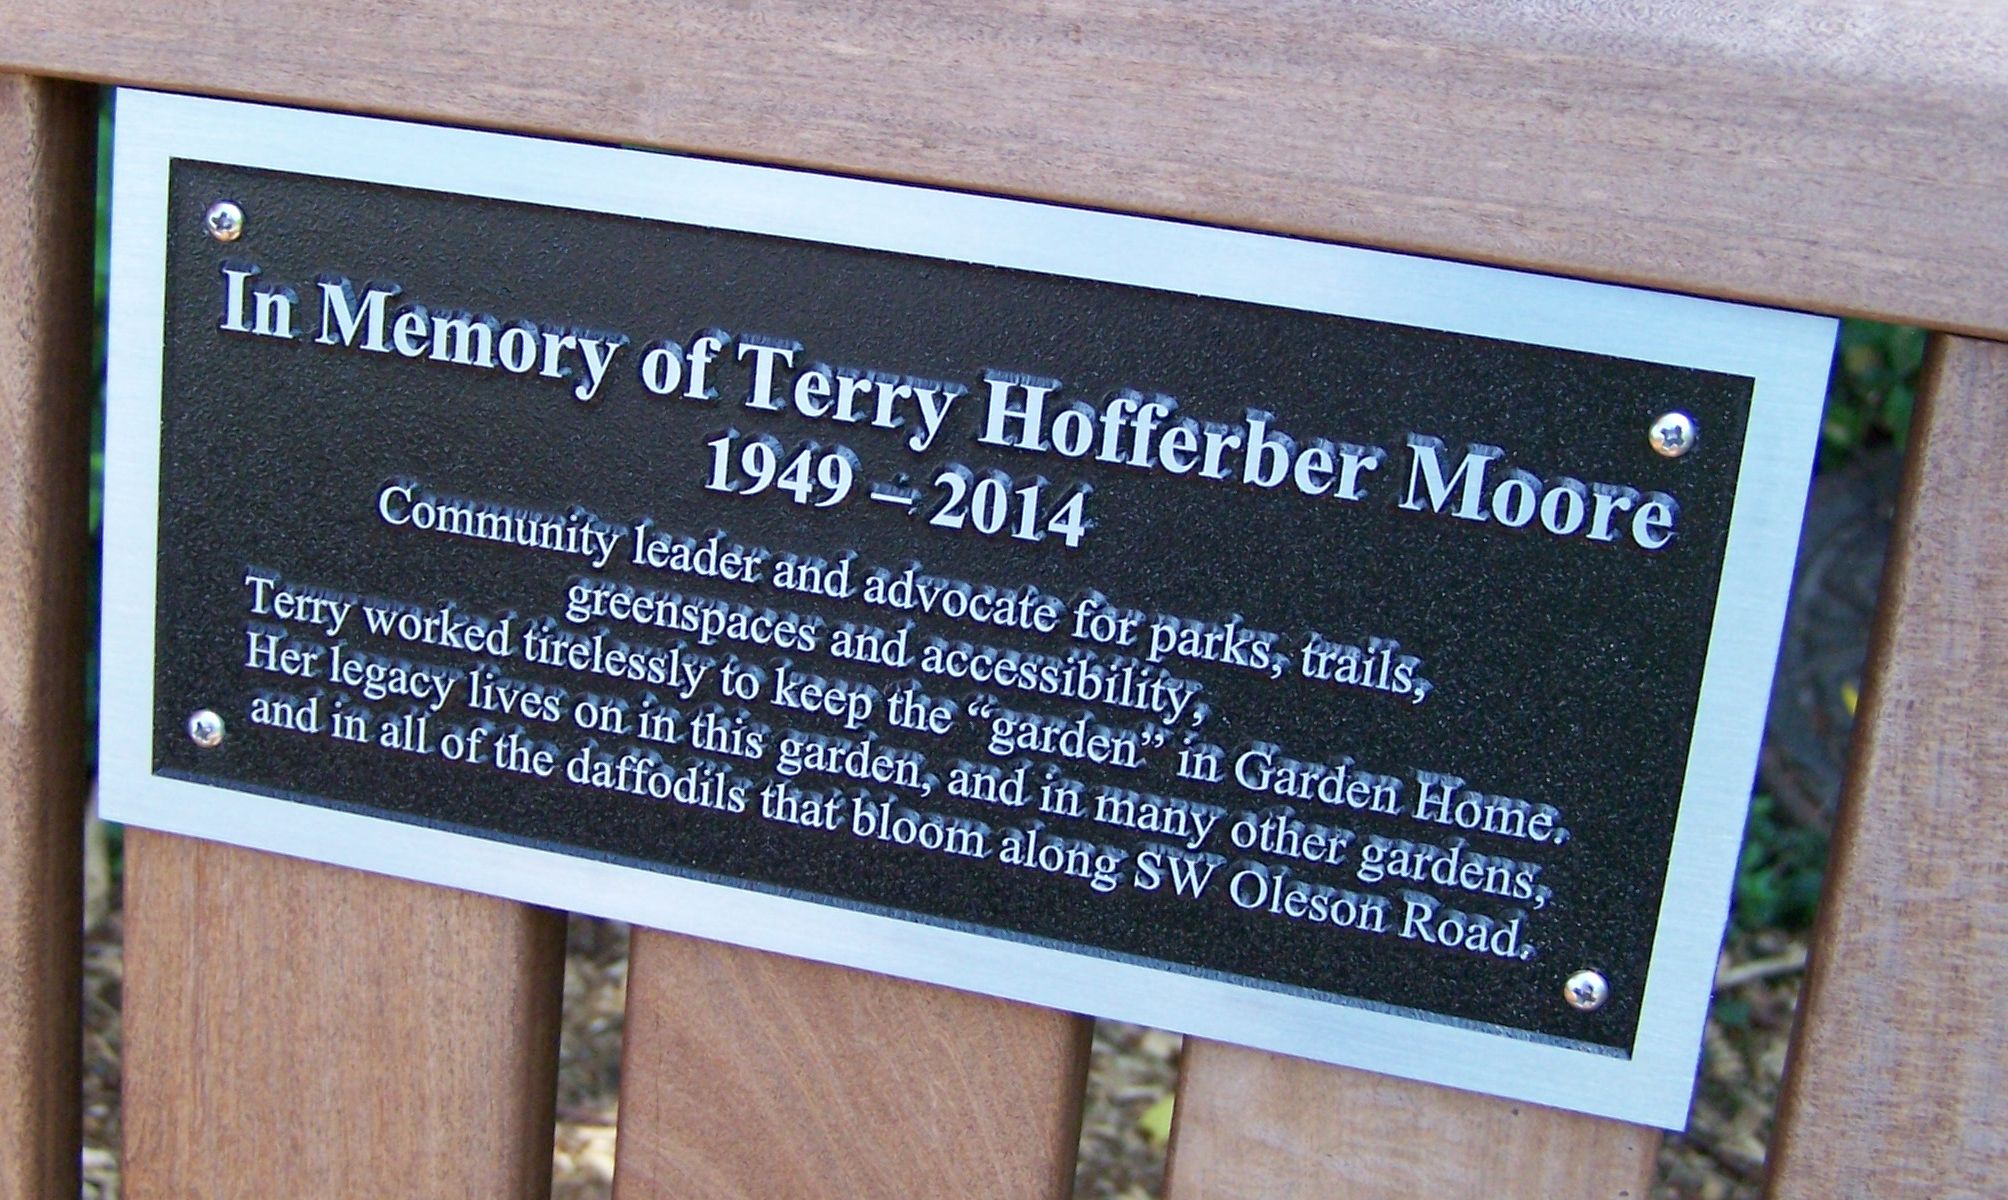 In Memory of Terry Hofferber Moore
1949 – 2014
Community leader and advocate for parks, trails,
greenspaces and accessibility,
Terry worked tirelessly to keep the “garden” in Garden Home.
Her legacy lives on in this garden, and in many other gardens,
and in all of the daffodils that bloom along SW Oleson Road.